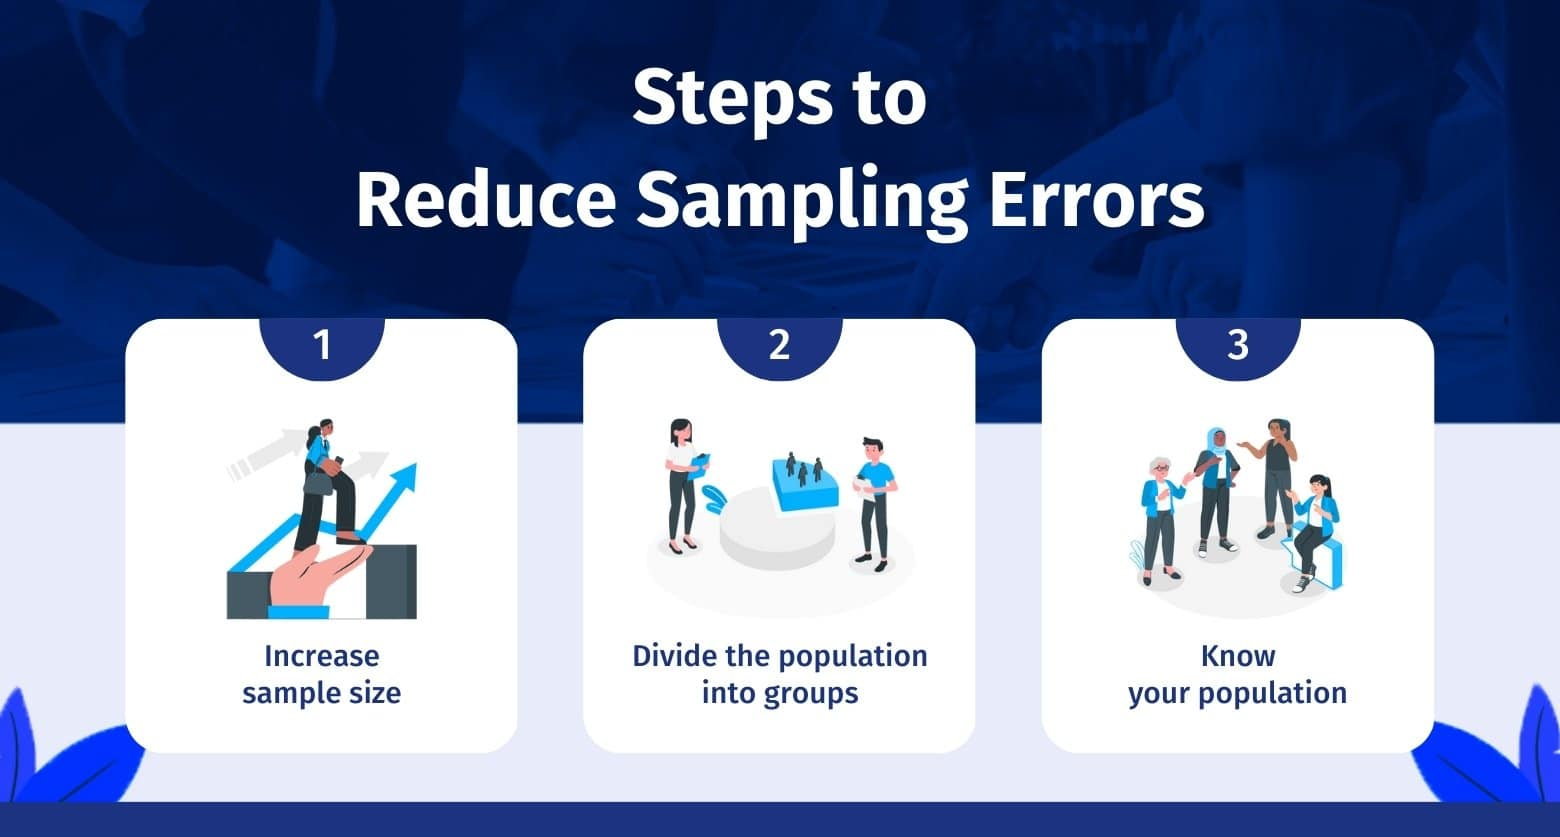 Steps to
Reduce Sampling Errors
1
Increase
sample size
2
Divide the population
into groups
3
Know
your population